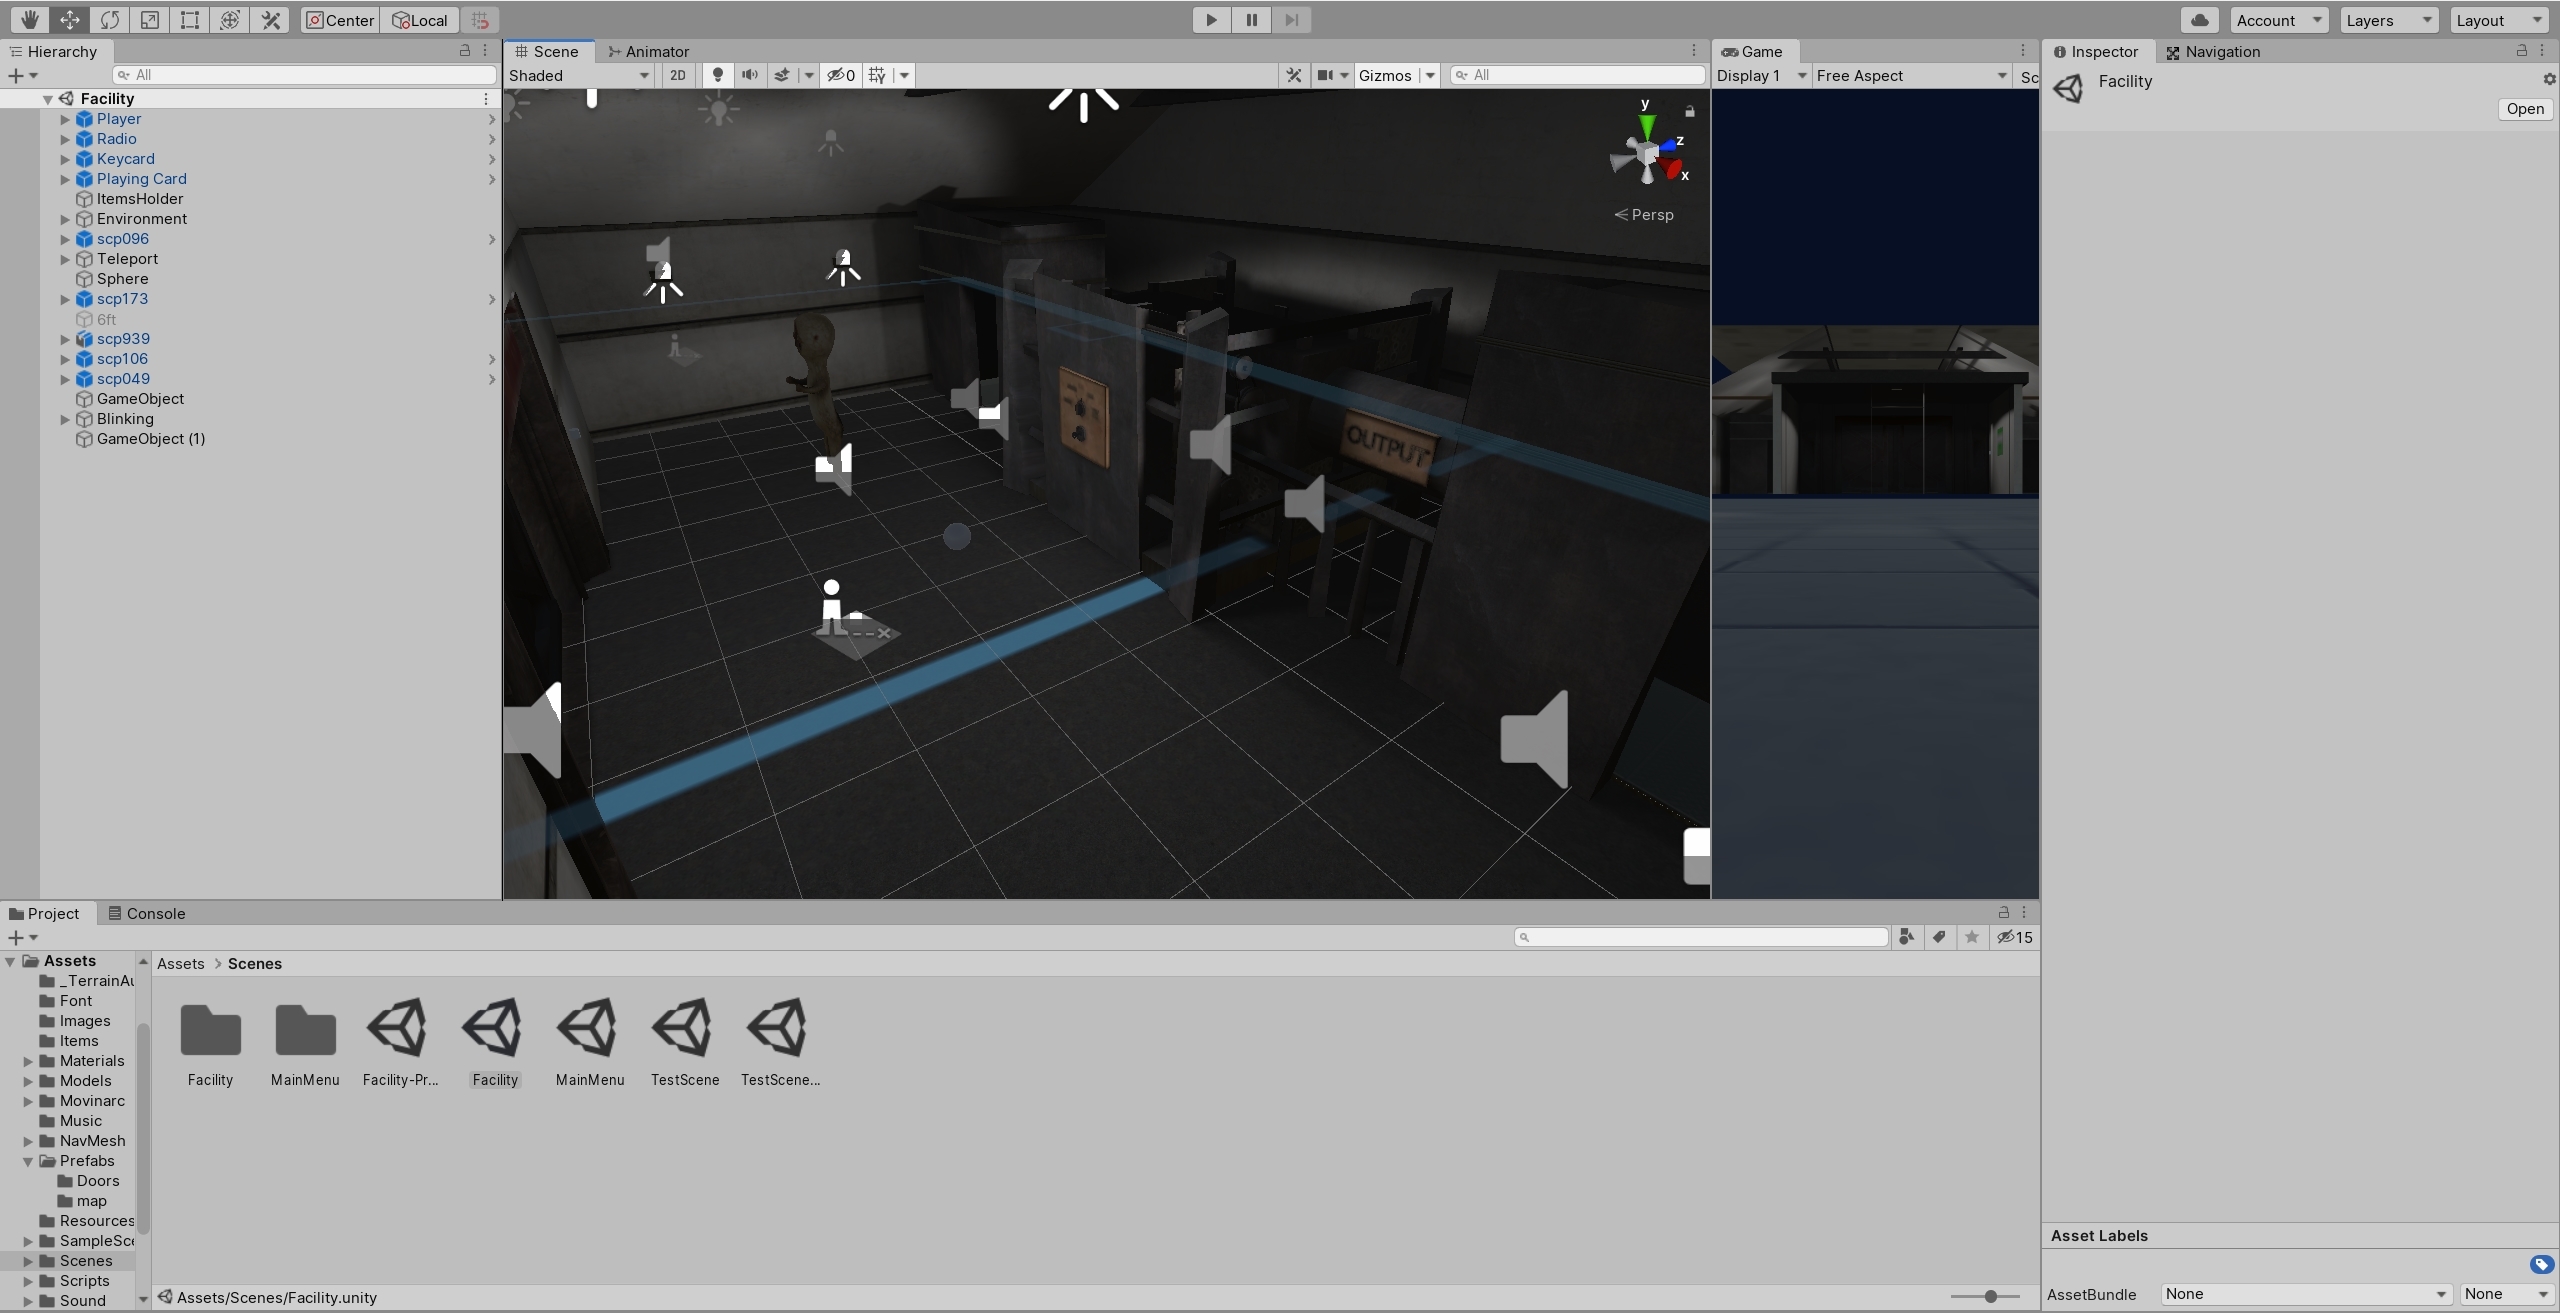 Center
Local
Account
Layers
Layout
Hierarchy
All
Facility
Player
Radio
Keycard
Playing Card
ItemsHolder
Environment
scp096
Teleport
Sphere
scp173
6ft
scp939
scp106
scp049
GameObject
Blinking
GameObject (1)
Scene
Animator
Shaded
2D
0
Gizmos
All
y
z
x
Persp
OUTPUT
Game
Display 1
Free Aspect
Sc
Inspector
Navigation
Facility
Open
Project
Console
15
Assets
_TerrainAu
Font
Images
Items
Materials
Models
Movinarc
Music
NavMesh
Prefabs
Doors
map
Resources
SampleSce
Scenes
Scripts
Sound
Assets > Scenes
Facility
MainMenu
Facility-Pr...
Facility
MainMenu
TestScene
TestScene...
Assets/Scenes/Facility.unity
Asset Labels
AssetBundle
None
None